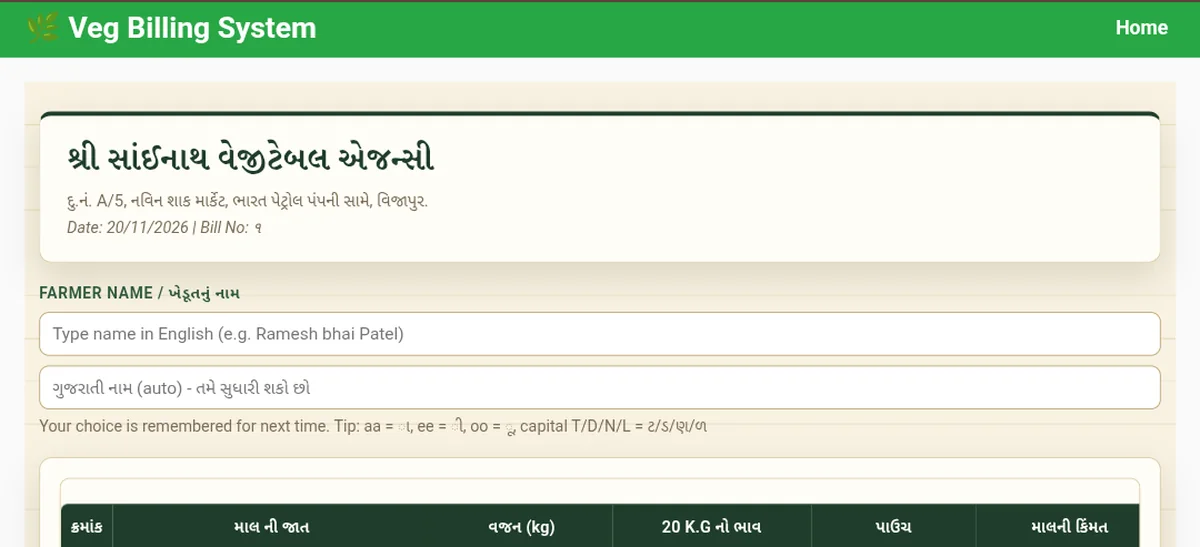 🌿 Veg Billing System
Home
શ્રી સાંઈનાથ વેજીટેબલ એજન્સી
દુ.નં. A/5, નવિન શાક માર્કેટ, ભારત પેટ્રોલ પંપની સામે, વિજાપુર.
Date: 20/11/2026 | Bill No: ૧
FARMER NAME / ખેડૂતનું નામ
Type name in English (e.g. Ramesh bhai Patel)
ગુજરાતી નામ (auto) - તમે સુધારી શકો છો
Your choice is remembered for next time. Tip: aa = ા, ee = ી, oo = ૂ, capital T/D/N/L = ટ/ડ/ણ/ળ
ક્રમાંક માલ ની જાત વજન (kg) 20 K.G નો ભાવ પાઉચ માલની કિંમત